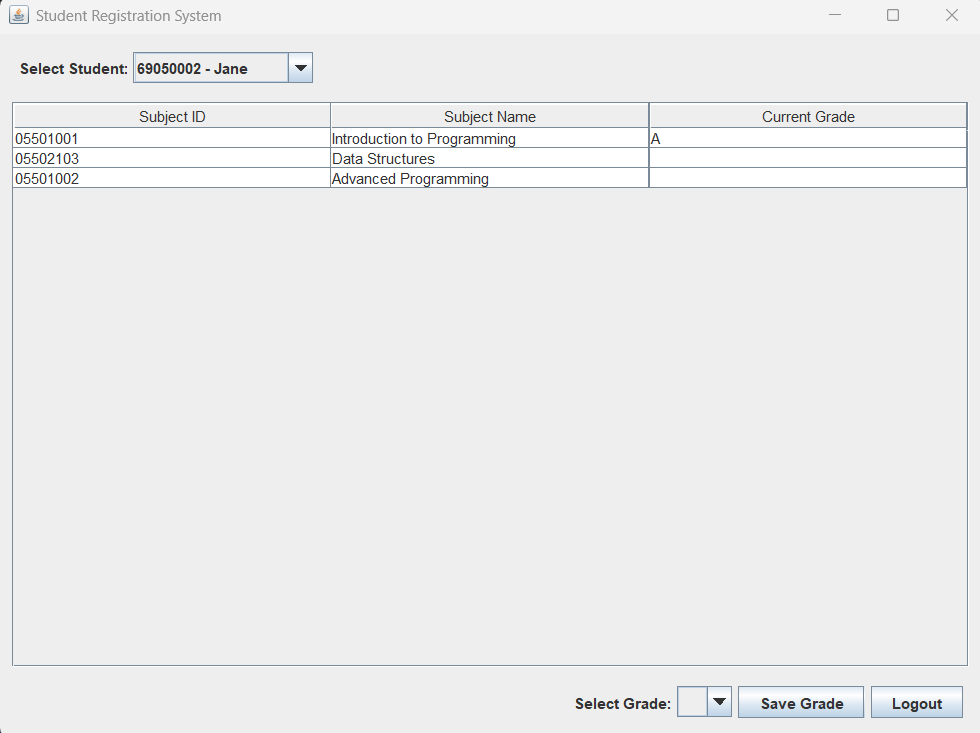 Student Registration System
Select Student: 69050002 - Jane
Subject ID Subject Name Current Grade
05501001 Introduction to Programming A
05502103 Data Structures
05501002 Advanced Programming
Select Grade: Save Grade Logout